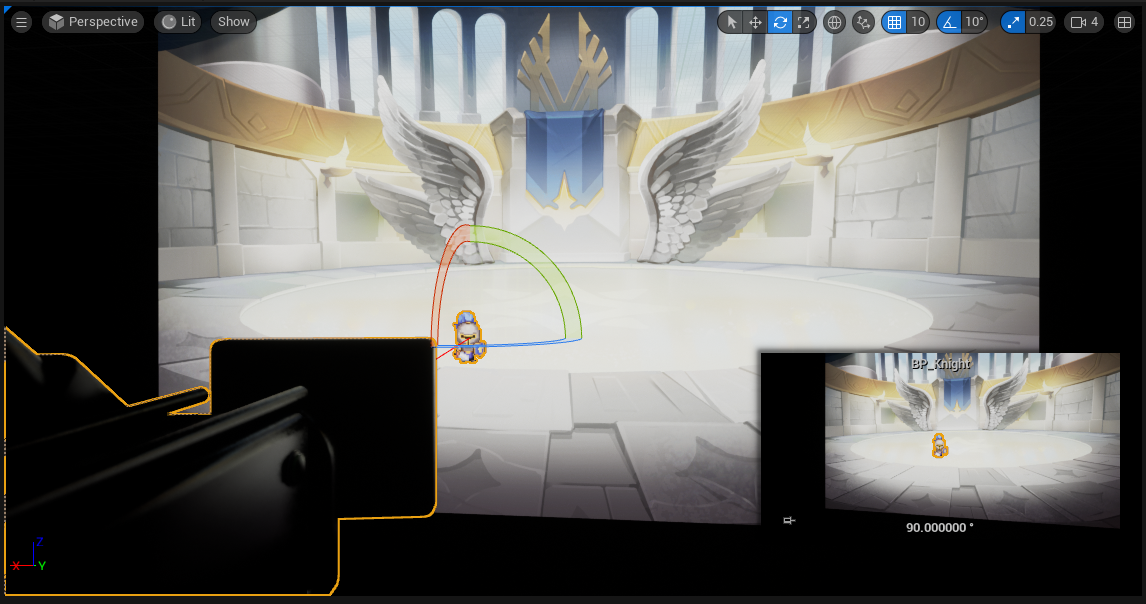 Perspective
Lit
Show
10
10°
0.25
4
BP_Knight
90.000000 °
Z
X
Y